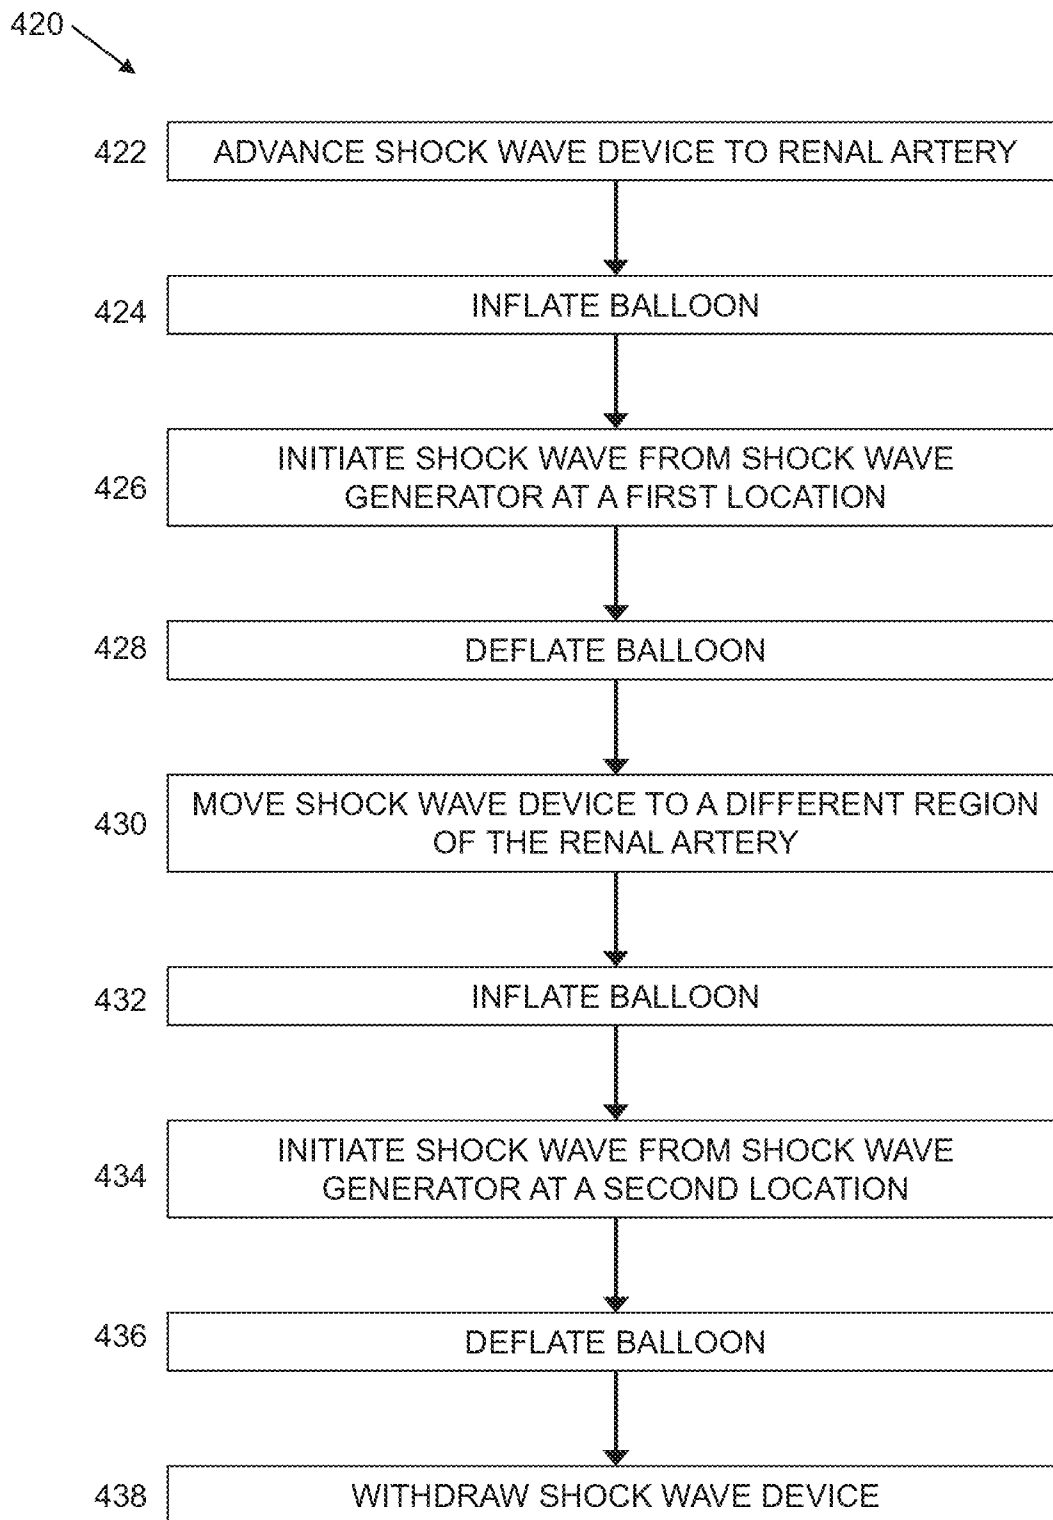 420
422 ADVANCE SHOCK WAVE DEVICE TO RENAL ARTERY
424 INFLATE BALLOON
426 INITIATE SHOCK WAVE FROM SHOCK WAVE
GENERATOR AT A FIRST LOCATION
428 DEFLATE BALLOON
430 MOVE SHOCK WAVE DEVICE TO A DIFFERENT REGION
OF THE RENAL ARTERY
432 INFLATE BALLOON
434 INITIATE SHOCK WAVE FROM SHOCK WAVE
GENERATOR AT A SECOND LOCATION
436 DEFLATE BALLOON
438 WITHDRAW SHOCK WAVE DEVICE